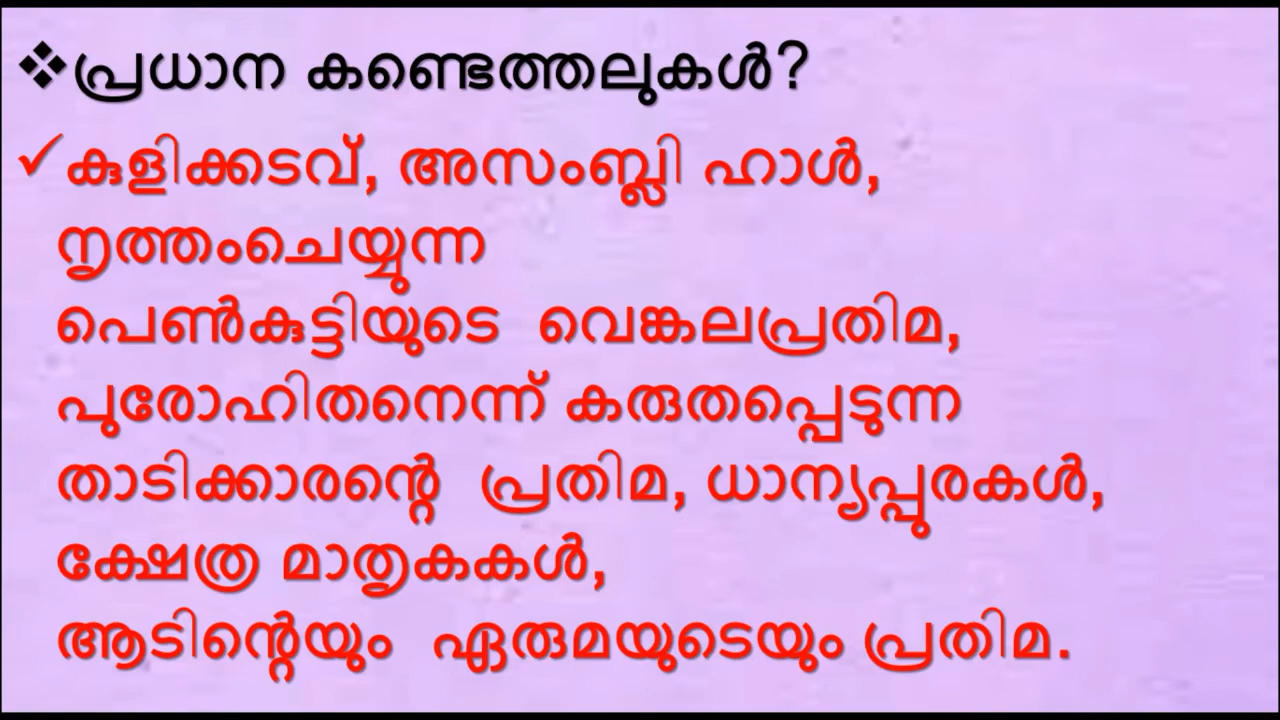 ❖പ്രധാന കണ്ടെത്തലുകൾ?
✓കുളിക്കടവ്, അസംബ്ലി ഹാൾ,
നൃത്തംചെയ്യുന്ന
പെൺകുട്ടിയുടെ വെങ്കലപ്രതിമ,
പുരോഹിതനെന്ന് കരുതപ്പെടുന്ന
താടിക്കാരന്റെ പ്രതിമ, ധാന്യപ്പുരകൾ,
ക്ഷേത്ര മാതൃകകൾ,
ആടിന്റെയും ഏരുമയുടെയും പ്രതിമ.